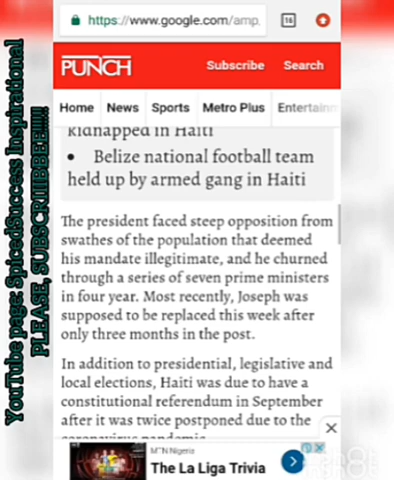 https://www.google.com/amp
16
PUNCH
Subscribe
Search
Home
News
Sports
Metro Plus
Entertainm
kidnapped in Haiti
• Belize national football team
held up by armed gang in Haiti
The president faced steep opposition from
swathes of the population that deemed
his mandate illegitimate, and he churned
through a series of seven prime ministers
in four year. Most recently, Joseph was
supposed to be replaced this week after
only three months in the post.
In addition to presidential, legislative and
local elections, Haiti was due to have a
constitutional referendum in September
after it was twice postponed due to the
coronavirus pandemic.
MTN Nigeria
The La Liga Trivia
YouTube page: SpicedSuccess Inspirational
PLEASE, SUBSCRIIBBEE!!!!!